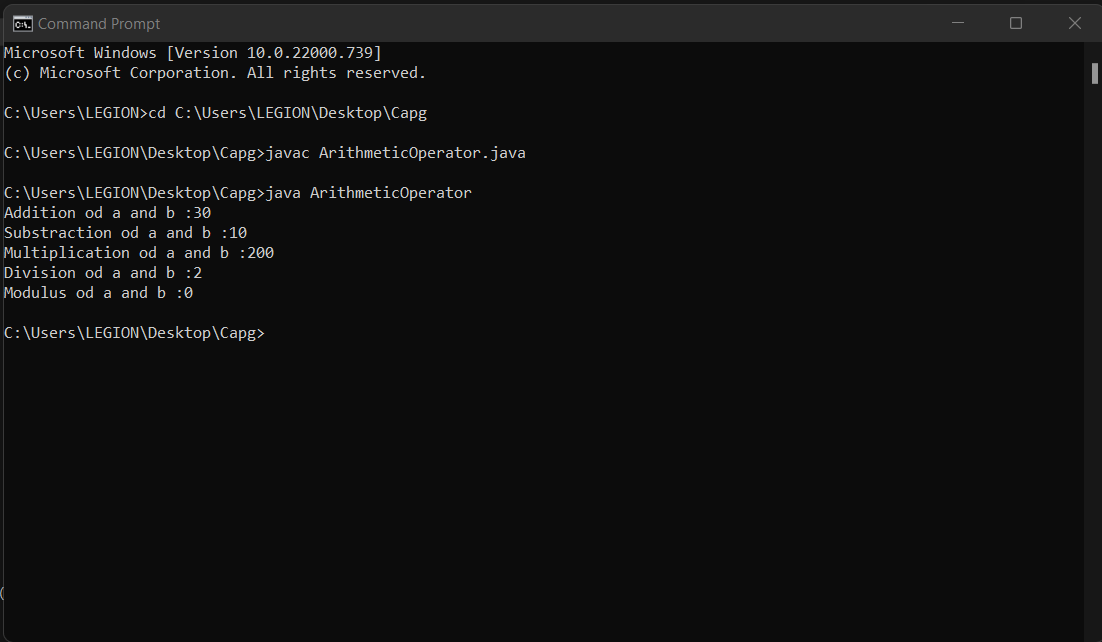 Command Prompt
Microsoft Windows [Version 10.0.22000.739]
(c) Microsoft Corporation. All rights reserved.
C:\Users\LEGION>cd C:\Users\LEGION\Desktop\Capg
C:\Users\LEGION\Desktop\Capg>javac ArithmeticOperator.java
C:\Users\LEGION\Desktop\Capg>java ArithmeticOperator
Addition od a and b :30
Substraction od a and b :10
Multiplication od a and b :200
Division od a and b :2
Modulus od a and b :0
C:\Users\LEGION\Desktop\Capg>